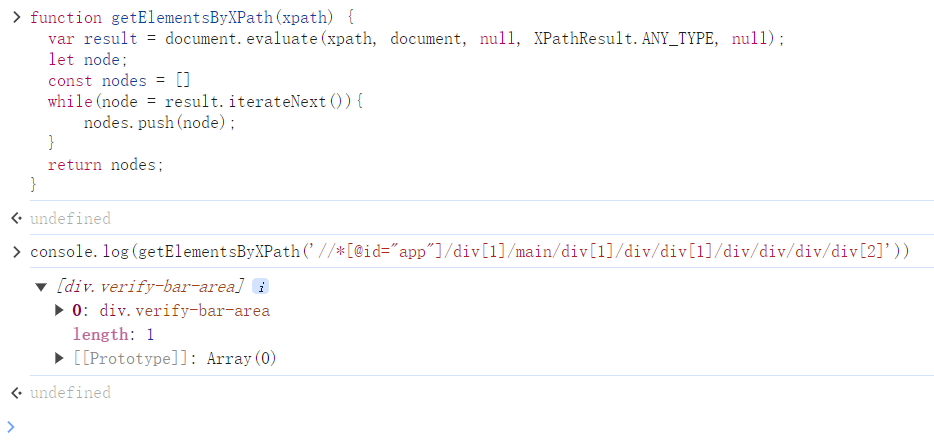 function getElementsByXPath(xpath) {
  var result = document.evaluate(xpath, document, null, XPathResult.ANY_TYPE, null);
  let node;
  const nodes = []
  while(node = result.iterateNext()){
      nodes.push(node);
  }
  return nodes;
}
undefined
console.log(getElementsByXPath('//*[@id="app"]/div[1]/main/div[1]/div/div[1]/div/div/div/div[2]'))
[div.verify-bar-area] i
0: div.verify-bar-area
length: 1
[[Prototype]]: Array(0)
undefined